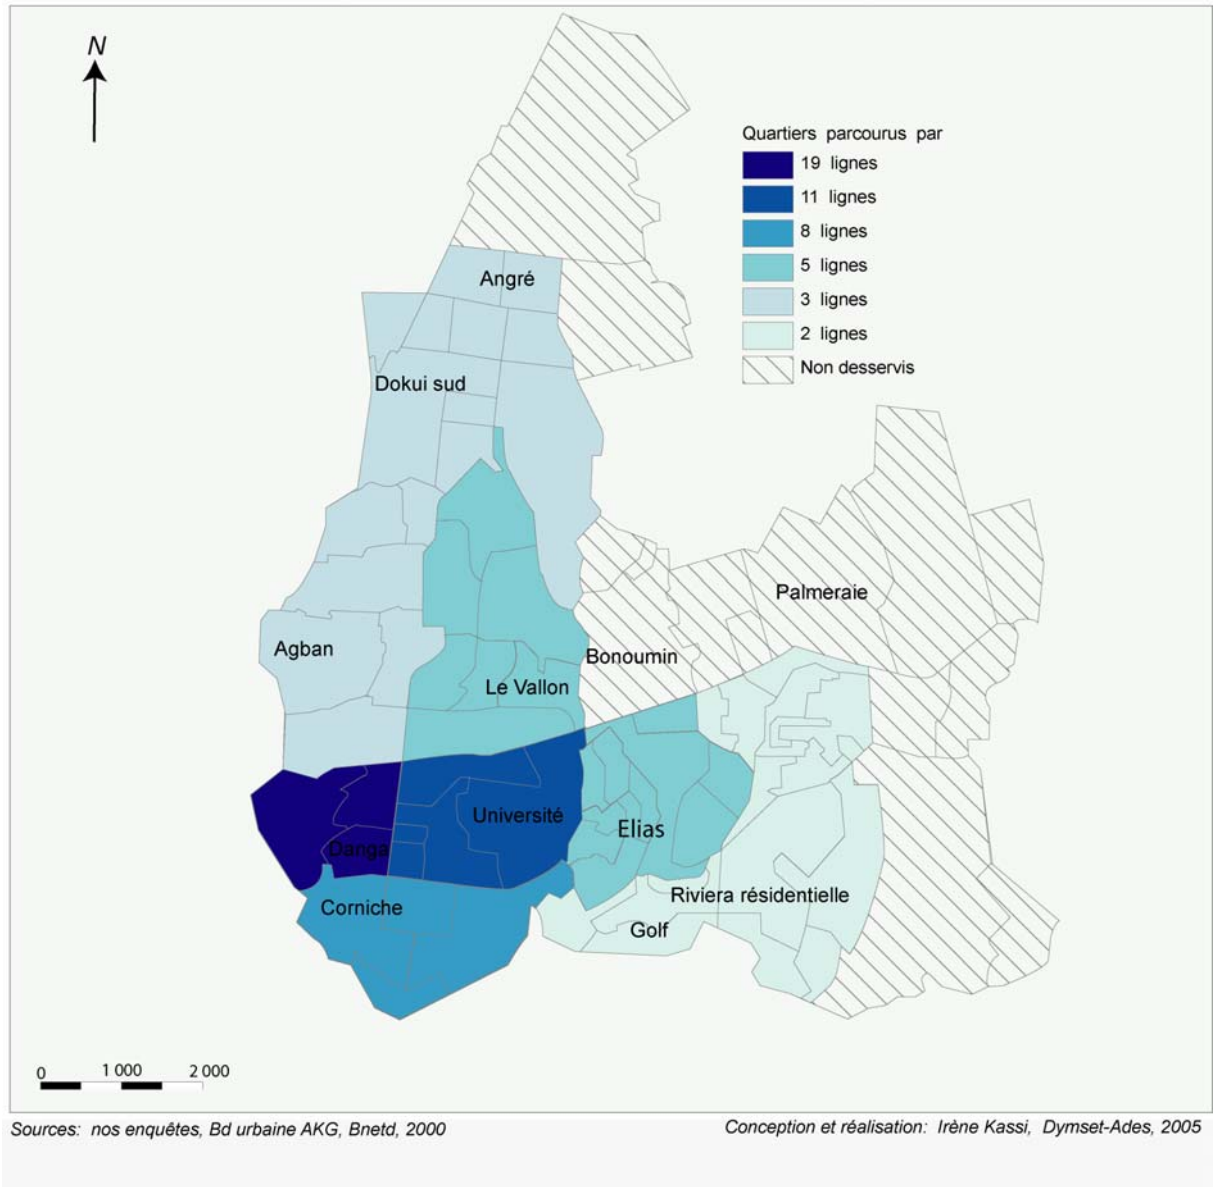 N
Quartiers parcourus par
19 lignes
11 lignes
8 lignes
5 lignes
3 lignes
2 lignes
Non desservis
Angré
Dokui sud
Palmeraie
Agban
Bonoumin
Le Vallon
Université
Elias
Danga
Riviera résidentielle
Corniche
Golf
0 1 000 2 000
Sources: nos enquêtes, Bd urbaine AKG, Bnetd, 2000
Conception et réalisation: Irène Kassi, Dymset-Ades, 2005